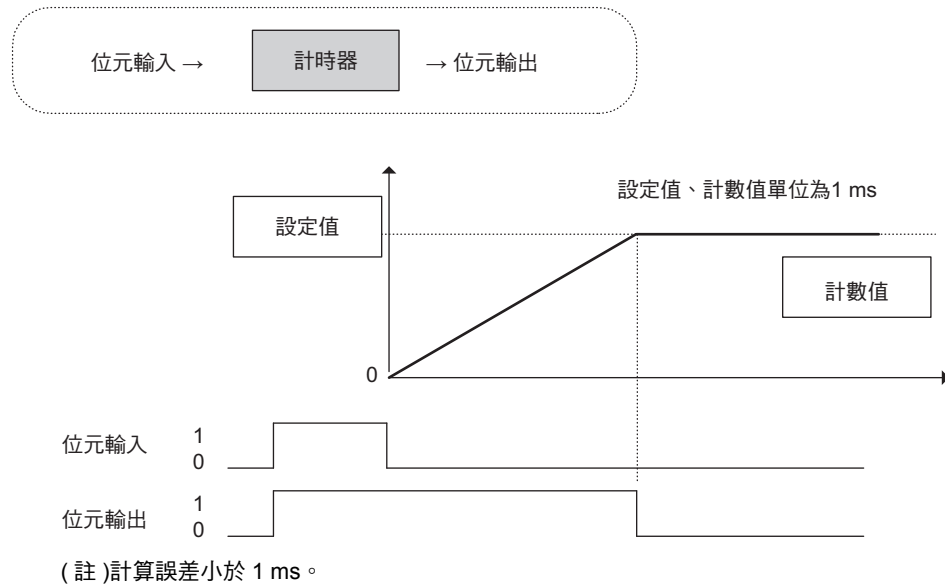 位元輸入 → 計時器 → 位元輸出
設定值、計數值單位為1 ms
設定值
計數值
0
位元輸入 1
0
位元輸出 1
0
( 註 )計算誤差小於 1 ms。